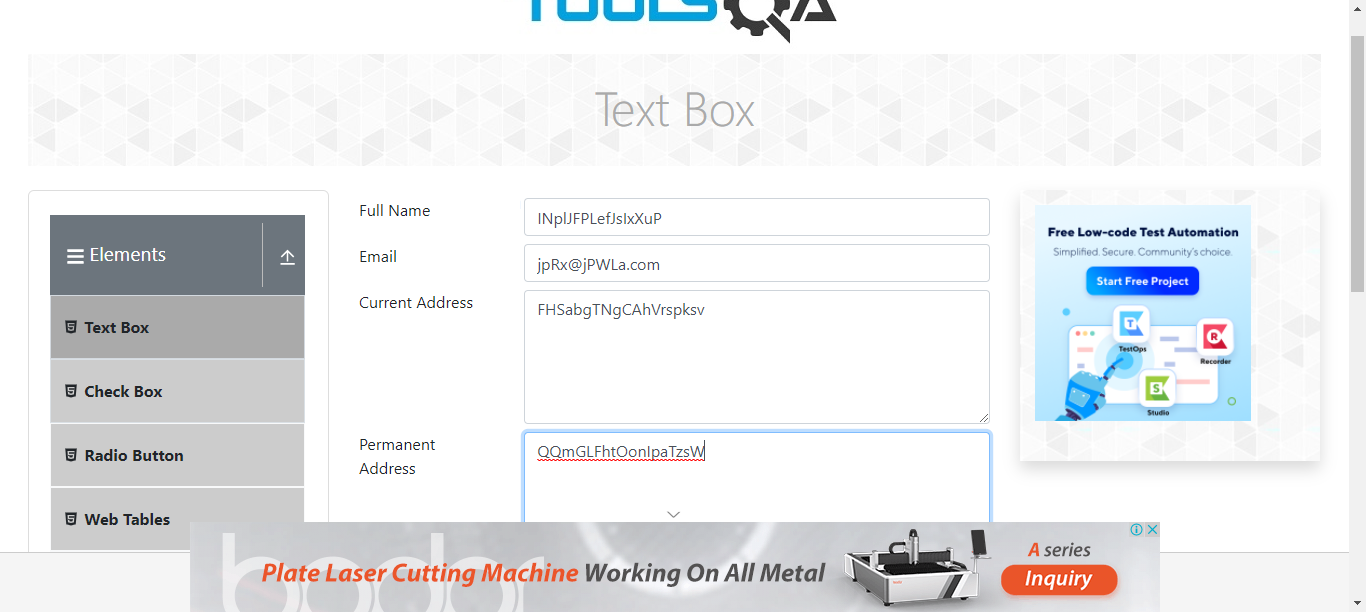 TOOLSQA
Text Box
Elements
Text Box
Check Box
Radio Button
Web Tables
Full Name
INplJFPLefJsIxXuP
Email
jpRx@jPWLa.com
Current Address
FHSabgTNgCAhVrspksv
Permanent
Address
QQmGLFhtOonIpaTzsW
Free Low-code Test Automation
Simplified. Secure. Community's choice.
Start Free Project
TestOps
Recorder
Studio
bodor
Plate Laser Cutting Machine Working On All Metal
A series
Inquiry